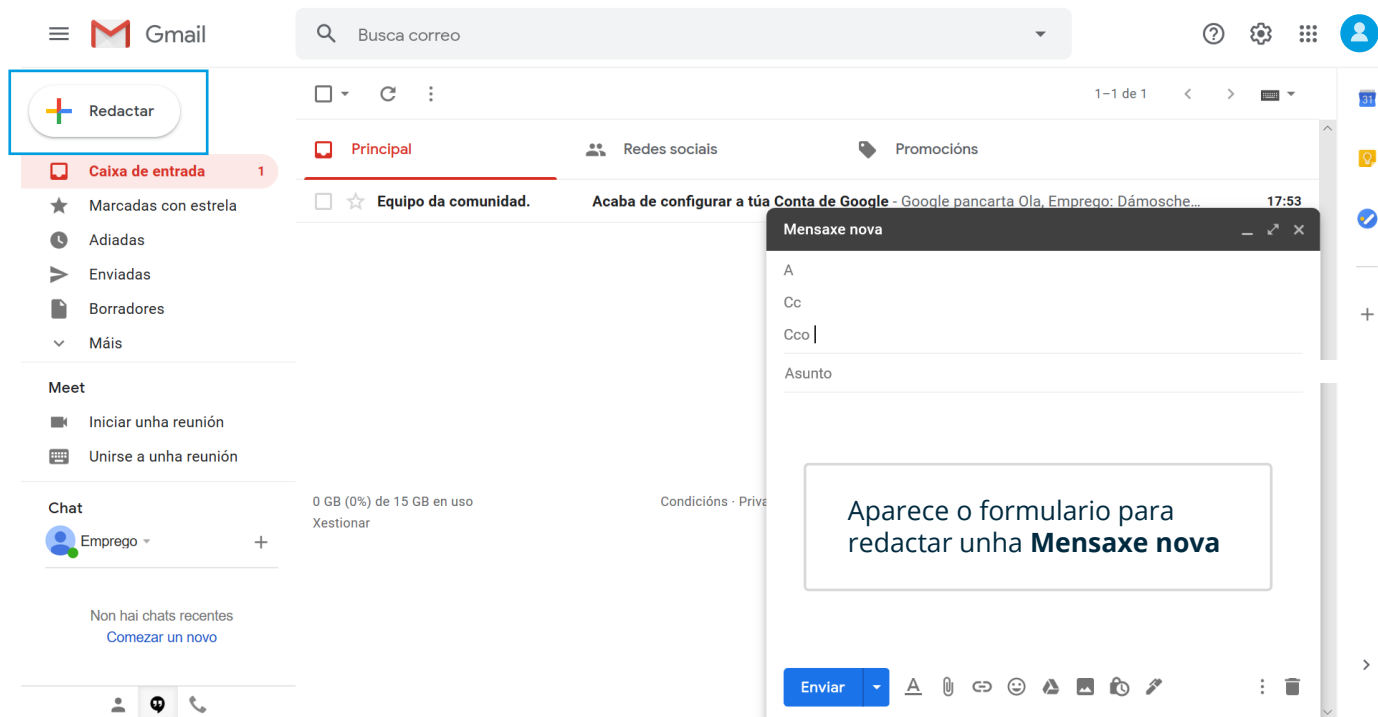 Gmail
Busca correo
Redactar
1–1 de 1
31
Principal
Redes sociais
Promocións
Caixa de entrada 1
Equipo da comunidad. Acaba de configurar a túa Conta de Google - Google pancarta Ola, Emprego: Dámosche... 17:53
Marcadas con estrela
Adiadas
Enviadas
Borradores
Máis
Mensaxe nova
A
Cc
Cco
Asunto
Meet
Iniciar unha reunión
Unirse a unha reunión
Chat
Emprego
Non hai chats recentes
Comezar un novo
0 GB (0%) de 15 GB en uso
Xestionar
Condicións · Priva
Aparece o formulario para
redactar unha Mensaxe nova
Enviar